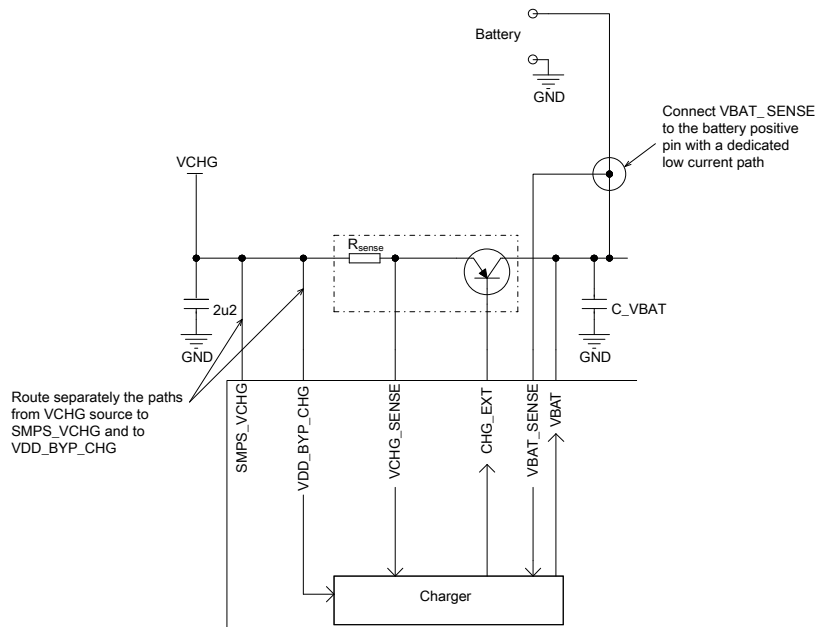 Battery
GND
Connect VBAT_SENSE
to the battery positive
pin with a dedicated
low current path
VCHG
Rsense
2u2
GND
C_VBAT
GND
Route separately the paths
from VCHG source to
SMPS_VCHG and to
VDD_BYP_CHG
SMPS_VCHG
VDD_BYP_CHG
VCHG_SENSE
CHG_EXT
VBAT_SENSE
VBAT
Charger